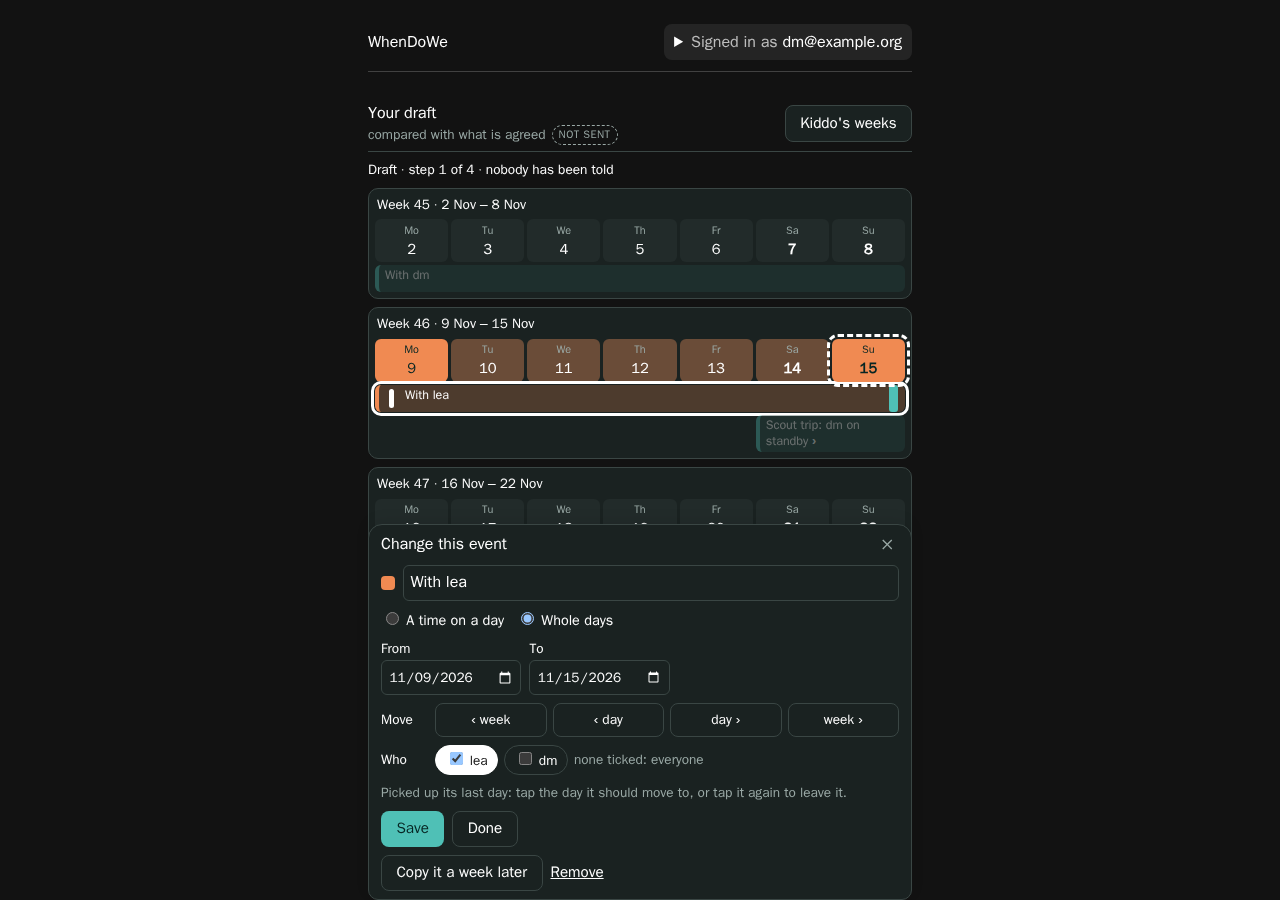 WhenDoWe
Signed in as dm@example.org
Your draft
compared with what is agreed NOT SENT
Kiddo's weeks
Draft · step 1 of 4 · nobody has been told
Week 45 · 2 Nov – 8 Nov
Mo Tu We Th Fr Sa Su
2 3 4 5 6 7 8
With dm
Week 46 · 9 Nov – 15 Nov
Mo Tu We Th Fr Sa Su
9 10 11 12 13 14 15
With lea
Scout trip: dm on
standby ›
Week 47 · 16 Nov – 22 Nov
Mo Tu We Th Fr Sa Su
Change this event
With lea
A time on a day Whole days
From To
11/09/2026 11/15/2026
Move ‹ week ‹ day day › week ›
Who lea dm none ticked: everyone
Picked up its last day: tap the day it should move to, or tap it again to leave it.
Save Done
Copy it a week later Remove